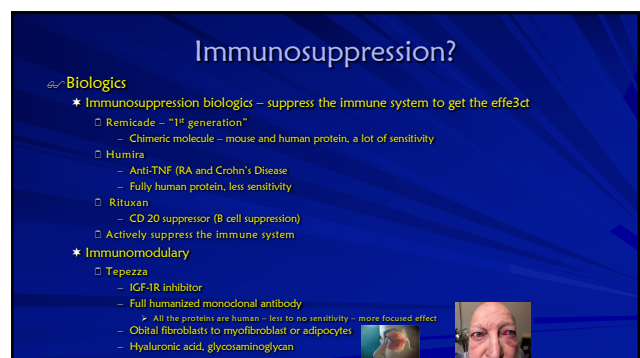 Immunosuppression?
Biologics
Immunosuppression biologics – suppress the immune system to get the effe3ct
Remicade – “1st generation”
– Chimeric molecule – mouse and human protein, a lot of sensitivity
Humira
– Anti-TNF (RA and Crohn’s Disease
– Fully human protein, less sensitivity
Rituxan
– CD 20 suppressor (B cell suppression)
Actively suppress the immune system
Immunomodulary
Tepezza
– IGF-1R inhibitor
– Full humanized monoclonal antibody
All the proteins are human – less to no sensitivity – more focused effect
– Obital fibroblasts to myofibroblast or adipocytes
– Hyaluronic acid, glycosaminoglycan